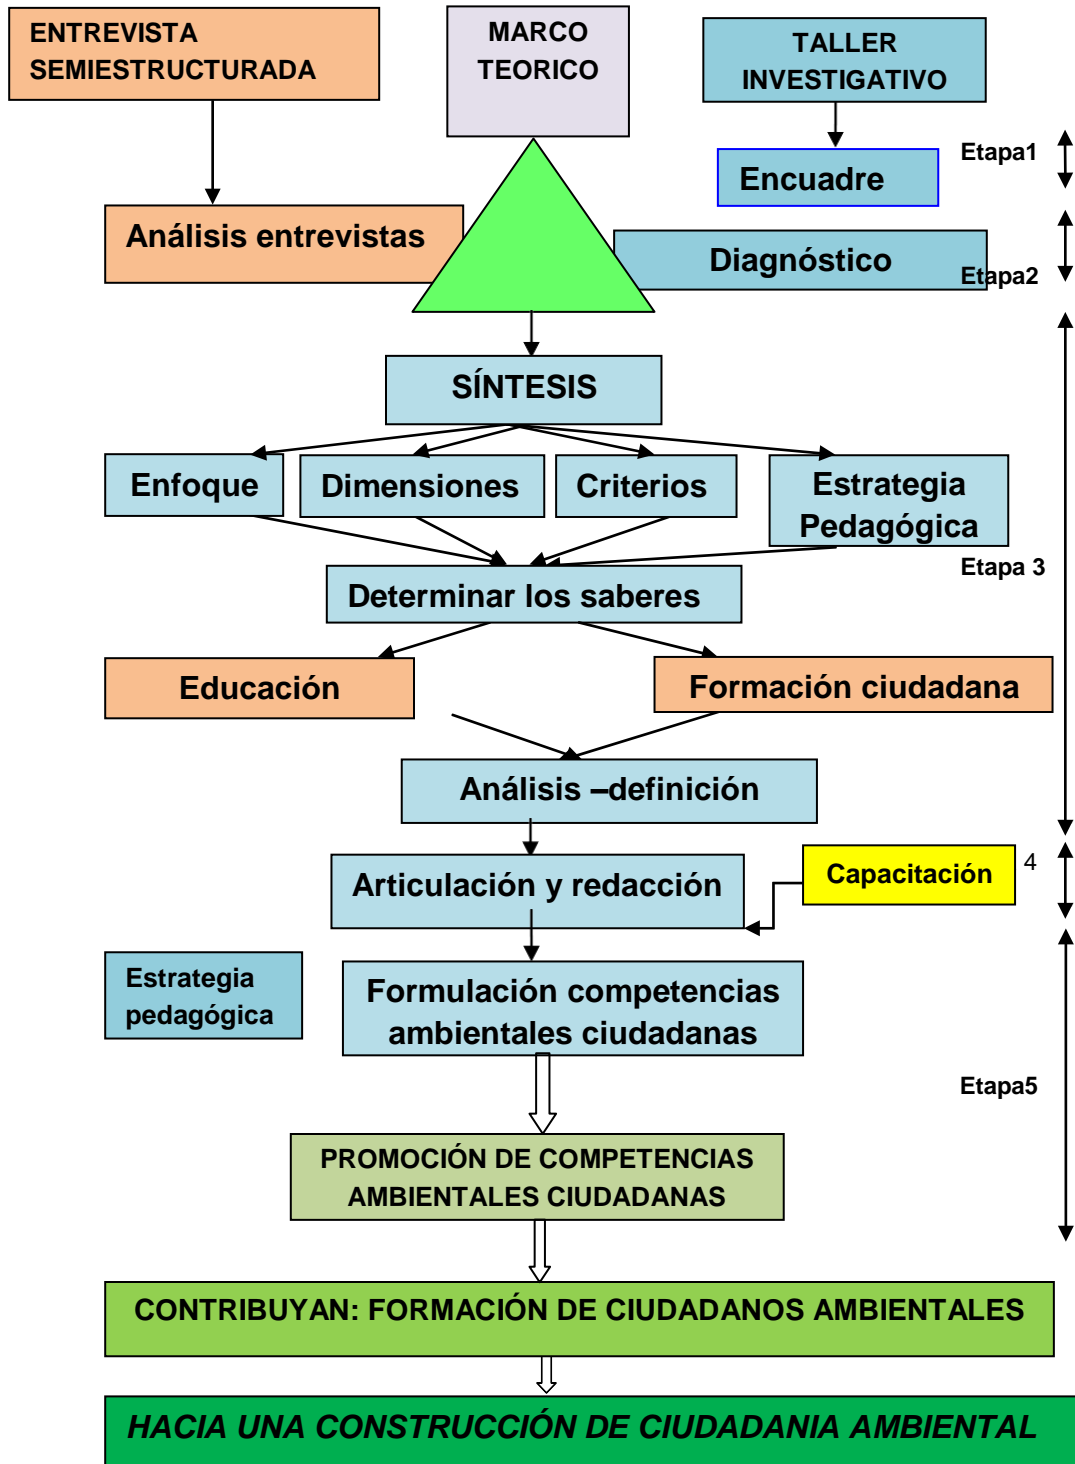 ENTREVISTA
SEMIESTRUCTURADA
MARCO
TEORICO
TALLER
INVESTIGATIVO
Etapa1
Encuadre
Análisis entrevistas
Diagnóstico
Etapa2
SÍNTESIS
Enfoque
Dimensiones
Criterios
Estrategia
Pedagógica
Etapa 3
Determinar los saberes
Educación
Formación ciudadana
Análisis –definición
Articulación y redacción
Capacitación
4
Estrategia
pedagógica
Formulación competencias
ambientales ciudadanas
Etapa5
PROMOCIÓN DE COMPETENCIAS
AMBIENTALES CIUDADANAS
CONTRIBUYAN: FORMACIÓN DE CIUDADANOS AMBIENTALES
HACIA UNA CONSTRUCCIÓN DE CIUDADANIA AMBIENTAL